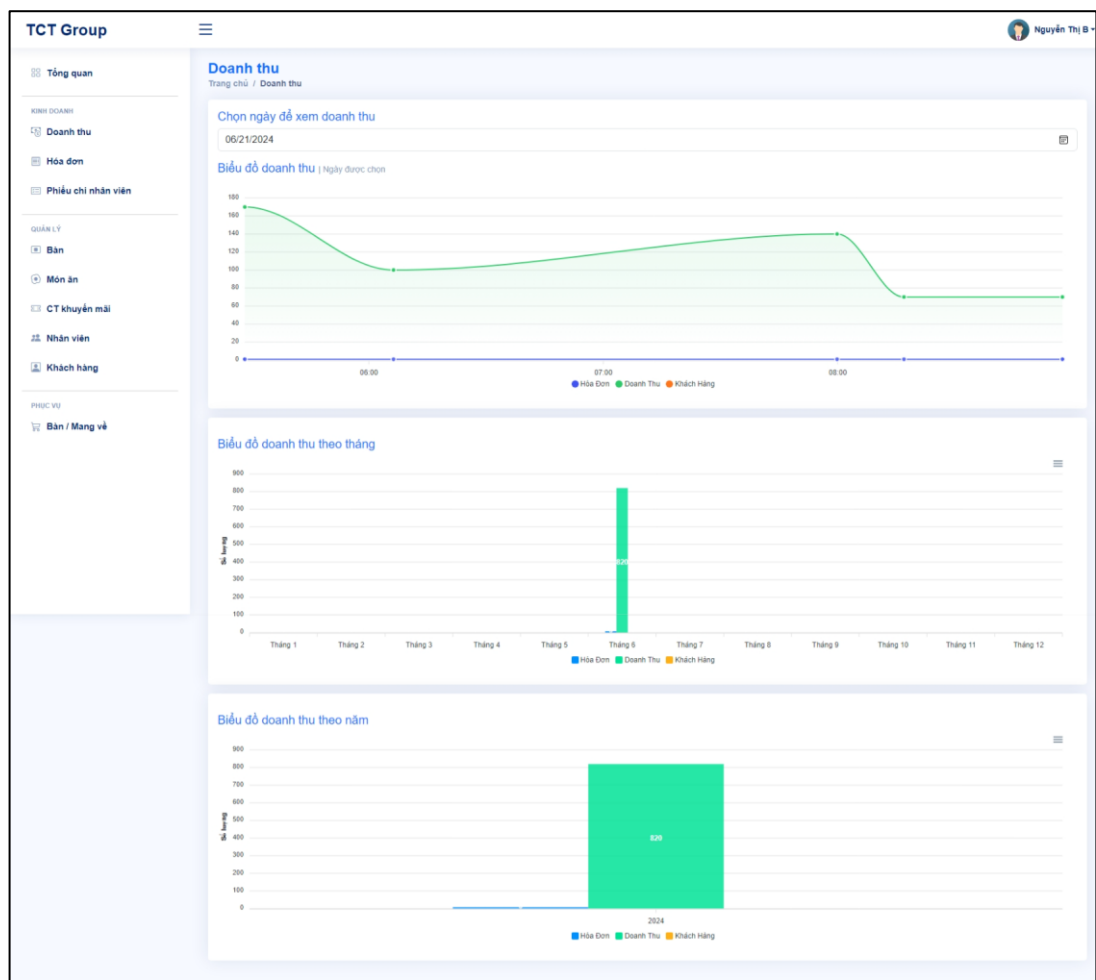 TCT Group
Nguyễn Thị B
Tổng quan
KINH DOANH
Doanh thu
Hóa đơn
Phiếu chi nhân viên
QUẢN LÝ
Bàn
Món ăn
CT khuyến mãi
Nhân viên
Khách hàng
PHỤC VỤ
Bàn / Mang về
Doanh thu
Trang chủ / Doanh thu
Chọn ngày để xem doanh thu
06/21/2024
Biểu đồ doanh thu | Ngày được chọn
180
160
140
120
100
80
60
40
20
0
06:00 07:00 08:00
Hóa Đơn Doanh Thu Khách Hàng
Biểu đồ doanh thu theo tháng
900
800
700
600
500
400
300
200
100
0
Số lượng
820
Tháng 1 Tháng 2 Tháng 3 Tháng 4 Tháng 5 Tháng 6 Tháng 7 Tháng 8 Tháng 9 Tháng 10 Tháng 11 Tháng 12
Hóa Đơn Doanh Thu Khách Hàng
Biểu đồ doanh thu theo năm
900
800
700
600
500
400
300
200
100
0
Số lượng
820
2024
Hóa Đơn Doanh Thu Khách Hàng